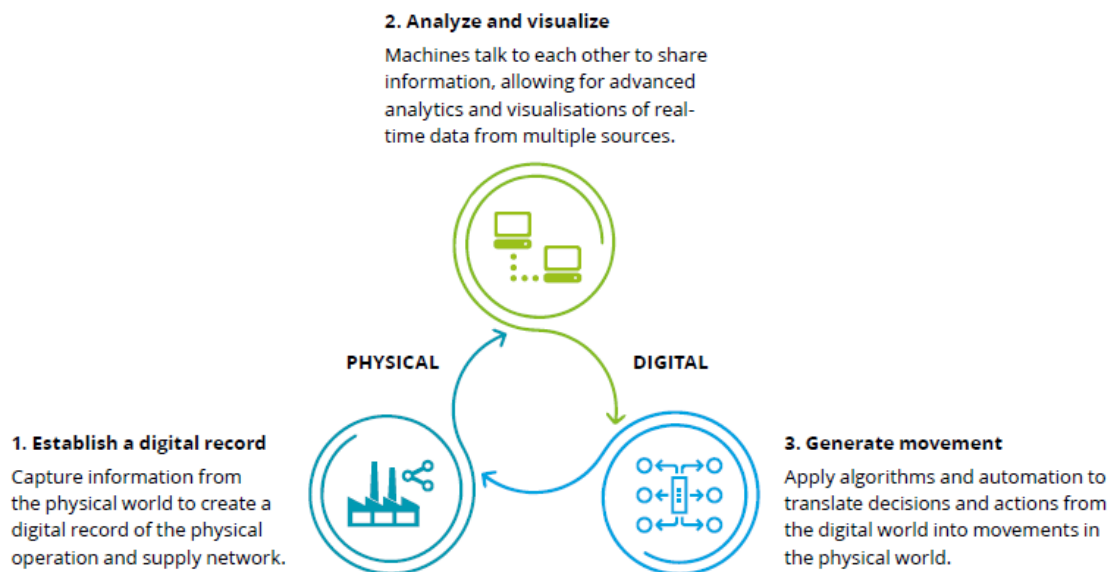 2. Analyze and visualize
Machines talk to each other to share
information, allowing for advanced
analytics and visualisations of real-
time data from multiple sources.
PHYSICAL
DIGITAL
1. Establish a digital record
Capture information from
the physical world to create a
digital record of the physical
operation and supply network.
3. Generate movement
Apply algorithms and automation to
translate decisions and actions from
the digital world into movements in
the physical world.